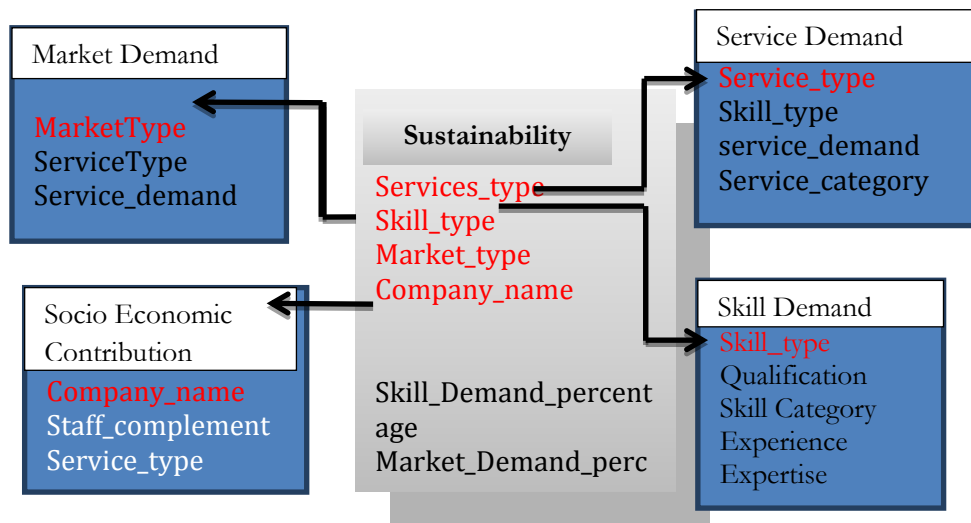 Market Demand
MarketType
ServiceType
Service_demand
Socio Economic
Contribution
Company_name
Staff_complement
Service_type
Sustainability
Services_type
Skill_type
Market_type
Company_name
Skill_Demand_percent
age
Market_Demand_perc
Service Demand
Service_type
Skill_type
service_demand
Service_category
Skill Demand
Skill_type
Qualification
Skill Category
Experience
Expertise